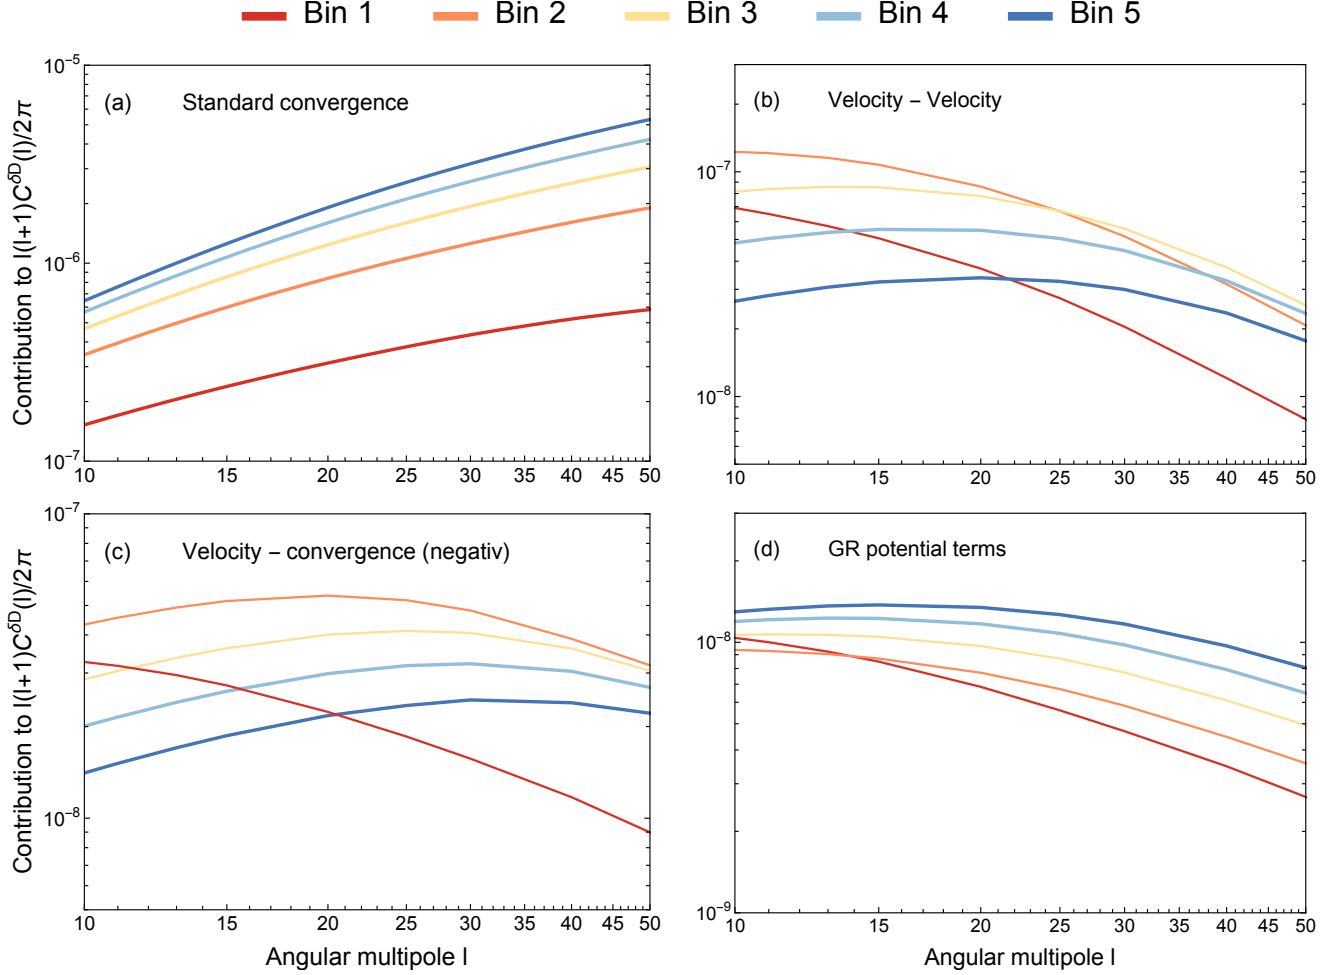 Bin 1 Bin 2 Bin 3 Bin 4 Bin 5
Contribution to l(l+1)C^δD(l)/2π
10^-5
10^-6
10^-7
(a) Standard convergence
10 15 20 25 30 35 40 45 50
(b) Velocity – Velocity
10^-7
10^-8
10 15 20 25 30 35 40 45 50
Contribution to l(l+1)C^δD(l)/2π
10^-7
10^-8
(c) Velocity – convergence (negativ)
10 15 20 25 30 35 40 45 50
Angular multipole l
(d) GR potential terms
10^-8
10^-9
10 15 20 25 30 35 40 45 50
Angular multipole l